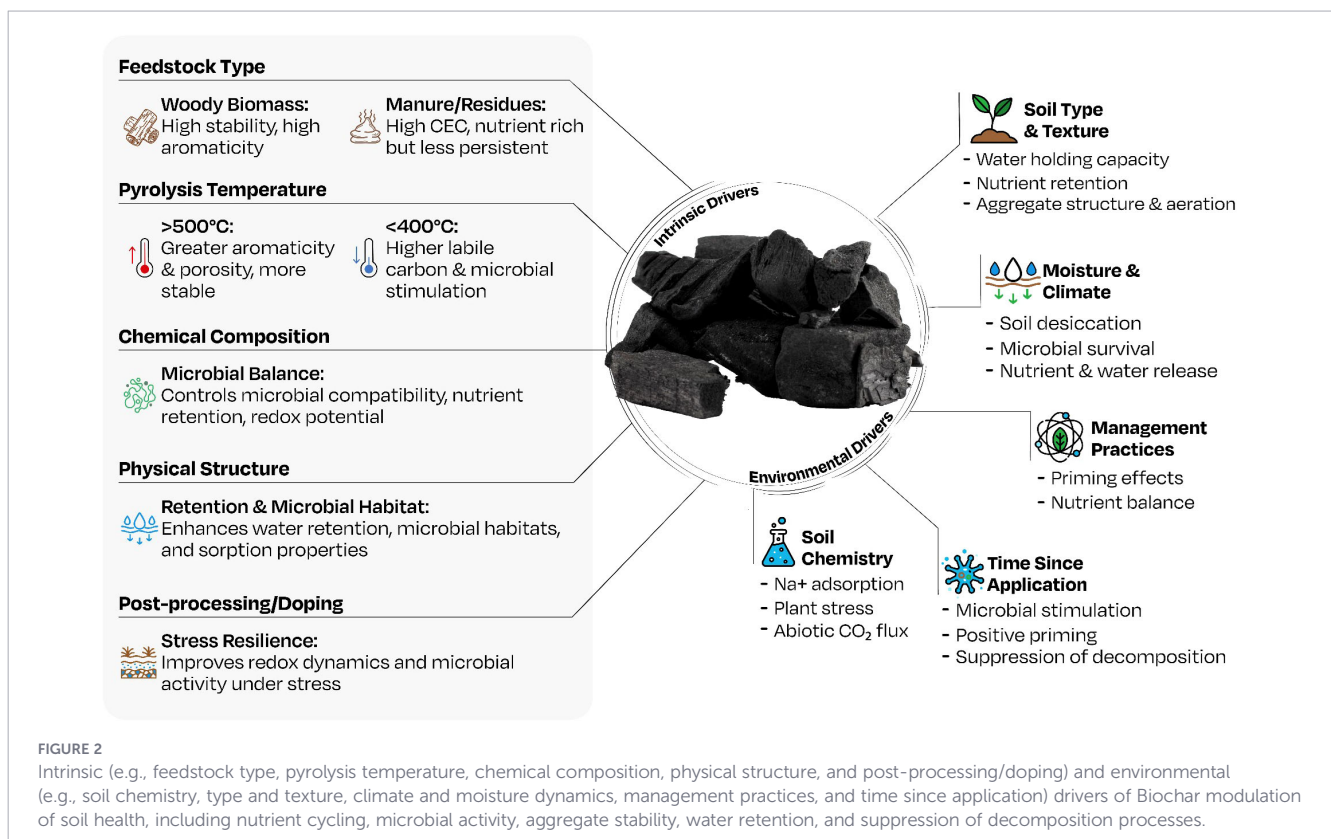 Feedstock Type
Woody Biomass:
High stability, high
aromaticity
Manure/Residues:
High CEC, nutrient rich
but less persistent
Pyrolysis Temperature
>500°C:
Greater aromaticity
& porosity, more
stable
<400°C:
Higher labile
carbon & microbial
stimulation
Chemical Composition
Microbial Balance:
Controls microbial compatibility, nutrient
retention, redox potential
Physical Structure
Retention & Microbial Habitat:
Enhances water retention, microbial habitats,
and sorption properties
Post-processing/Doping
Stress Resilience:
Improves redox dynamics and microbial
activity under stress
Intrinsic Drivers
Environmental Drivers
Soil Type
& Texture
- Water holding capacity
- Nutrient retention
- Aggregate structure & aeration
Moisture &
Climate
- Soil desiccation
- Microbial survival
- Nutrient & water release
Management
Practices
- Priming effects
- Nutrient balance
Time Since
Application
- Microbial stimulation
- Positive priming
- Suppression of decomposition
Soil
Chemistry
- Na+ adsorption
- Plant stress
- Abiotic CO₂ flux
FIGURE 2
Intrinsic (e.g., feedstock type, pyrolysis temperature, chemical composition, physical structure, and post-processing/doping) and environmental
(e.g., soil chemistry, type and texture, climate and moisture dynamics, management practices, and time since application) drivers of Biochar modulation
of soil health, including nutrient cycling, microbial activity, aggregate stability, water retention, and suppression of decomposition processes.